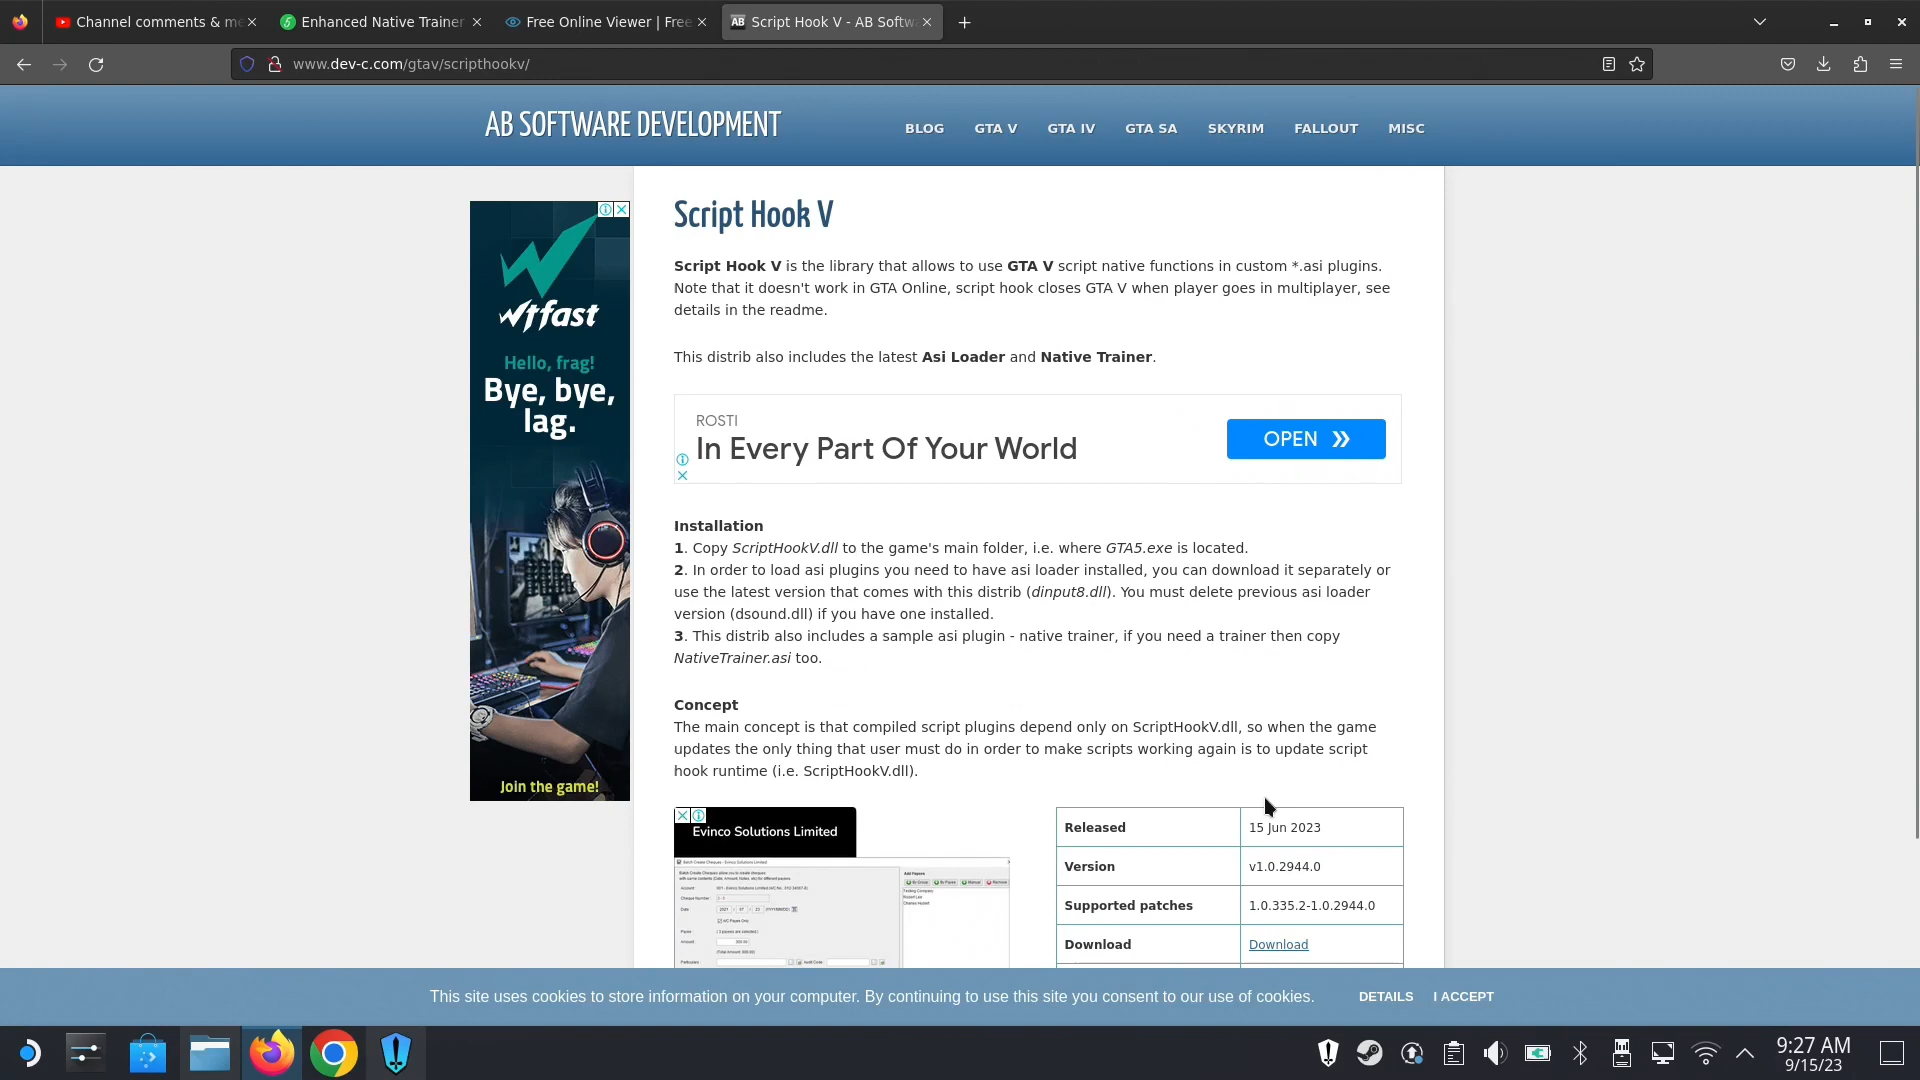 Channel comments & me
Enhanced Native Trainer
Free Online Viewer | Free
AB Script Hook V - AB Softw
www.dev-c.com/gtav/scripthookv/
AB SOFTWARE DEVELOPMENT
BLOG GTA V GTA IV GTA SA SKYRIM FALLOUT MISC
Script Hook V
Script Hook V is the library that allows to use GTA V script native functions in custom *.asi plugins.
Note that it doesn't work in GTA Online, script hook closes GTA V when player goes in multiplayer, see
details in the readme.
This distrib also includes the latest Asi Loader and Native Trainer.
wtfast
Hello, frag!
Bye, bye,
lag.
Join the game!
ROSTI
In Every Part Of Your World
OPEN
Installation
1. Copy ScriptHookV.dll to the game's main folder, i.e. where GTA5.exe is located.
2. In order to load asi plugins you need to have asi loader installed, you can download it separately or
use the latest version that comes with this distrib (dinput8.dll). You must delete previous asi loader
version (dsound.dll) if you have one installed.
3. This distrib also includes a sample asi plugin - native trainer, if you need a trainer then copy
NativeTrainer.asi too.
Concept
The main concept is that compiled script plugins depend only on ScriptHookV.dll, so when the game
updates the only thing that user must do in order to make scripts working again is to update script
hook runtime (i.e. ScriptHookV.dll).
Evinco Solutions Limited
Released 15 Jun 2023
Version v1.0.2944.0
Supported patches 1.0.335.2-1.0.2944.0
Download Download
This site uses cookies to store information on your computer. By continuing to use this site you consent to our use of cookies.
DETAILS I ACCEPT
9:27 AM
9/15/23